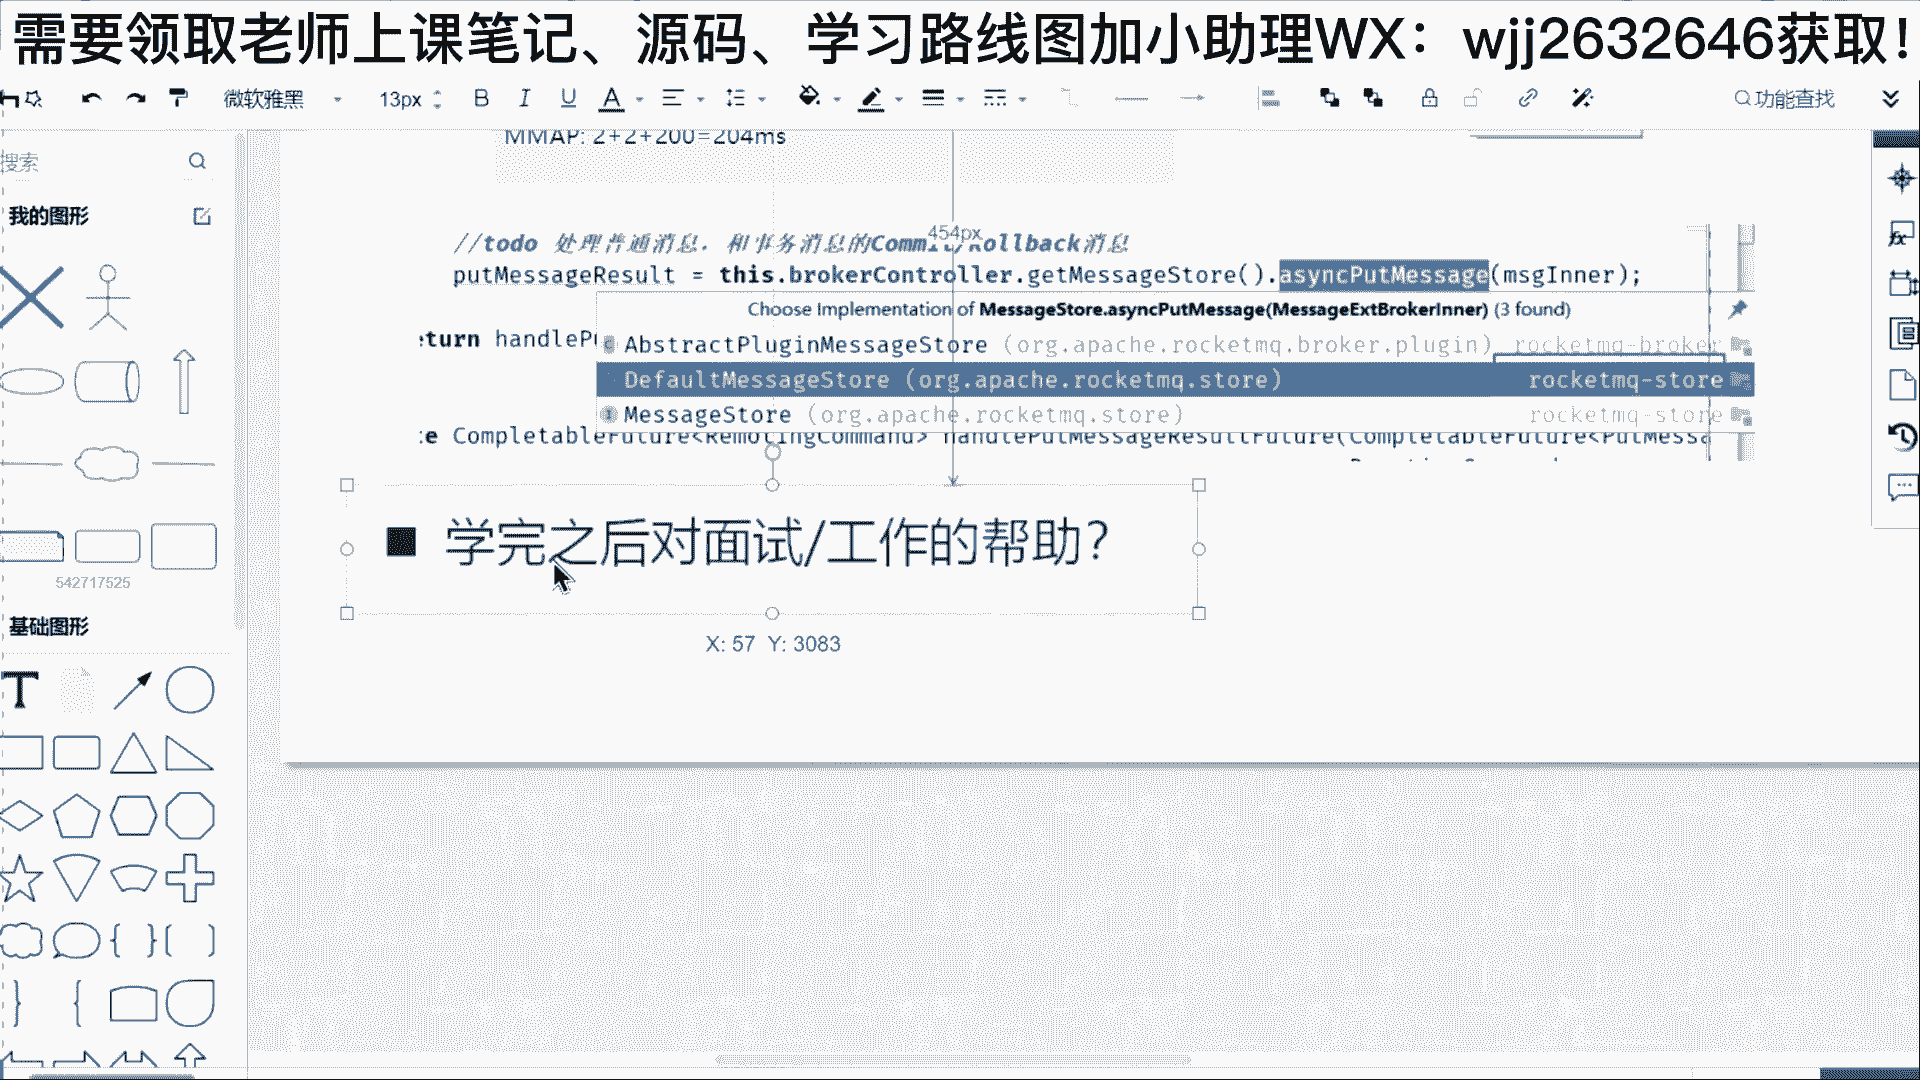 需要领取老师上课笔记、源码、学习路线图加小助理WX：wjj2632646获取！
微软雅黑 13px B I U A 功能查找
搜索
我的图形
542717525
基础图形
T
MMAP: 2+2+200=204ms
454px
//todo 处理普通消息. 和事务消息的Commit/Rollback消息
putMessageResult = this.brokerController.getMessageStore().asyncPutMessage(msgInner);
Choose Implementation of MessageStore.asyncPutMessage(MessageExtBrokerInner) (3 found)
AbstractPluginMessageStore (org.apache.rocketmq.broker.plugin) rocketmq-broker
DefaultMessageStore (org.apache.rocketmq.store) rocketmq-store
MessageStore (org.apache.rocketmq.store) rocketmq-store
turn handleP
e CompletableFuture<RemotingCommand> handlePutMessageResultFuture(CompletableFuture<PutMessa
■ 学完之后对面试/工作的帮助？
X: 57 Y: 3083